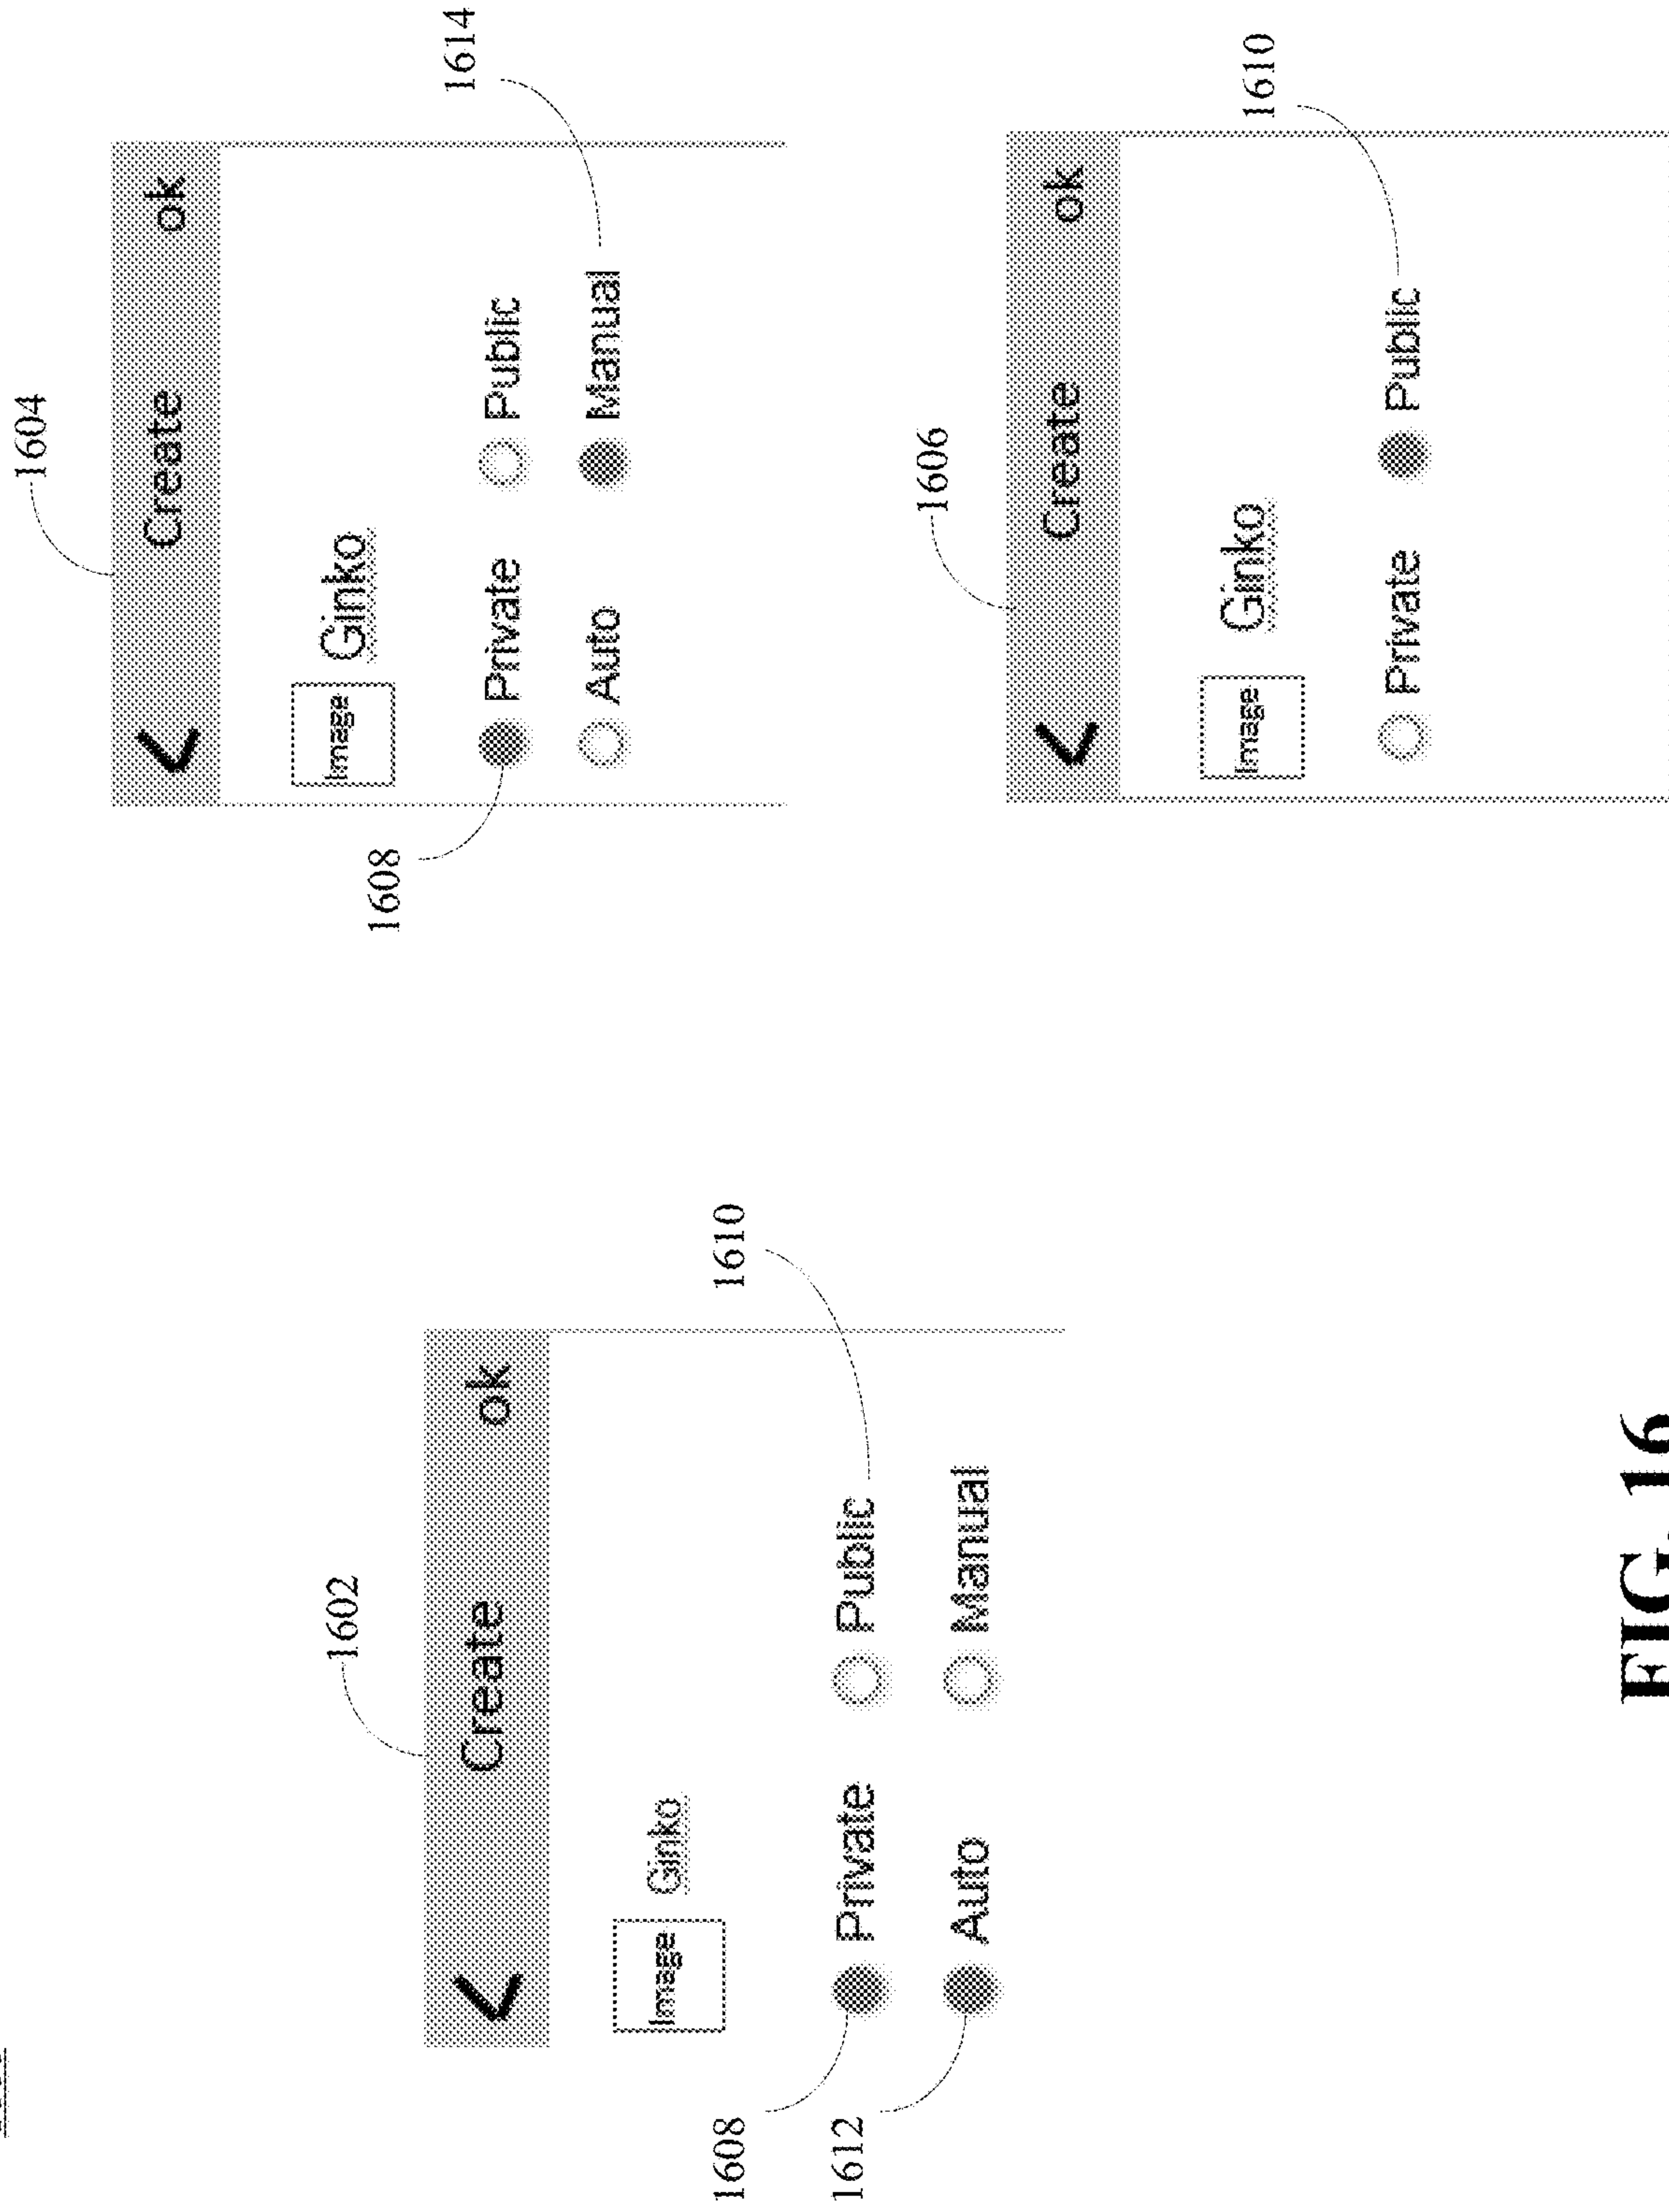 1602
Create ok
Image Ginko
1608 Private Public 1610
1612 Auto Manual
1604
Create ok
Image Ginko
1608 Private Public
Auto Manual 1614
1606
Create ok
Image Ginko
Private Public 1610
FIG. 16